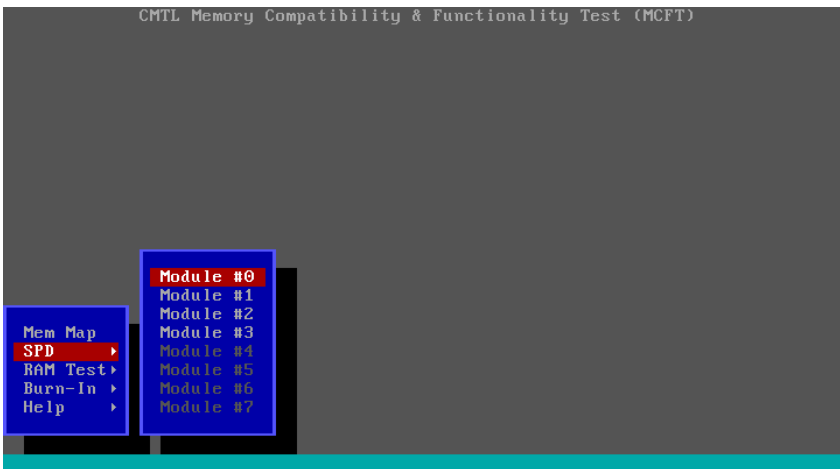 CMTL Memory Compatibility & Functionality Test (MCFT)
Mem Map
SPD
RAM Test
Burn-In
Help
Module #0
Module #1
Module #2
Module #3
Module #4
Module #5
Module #6
Module #7